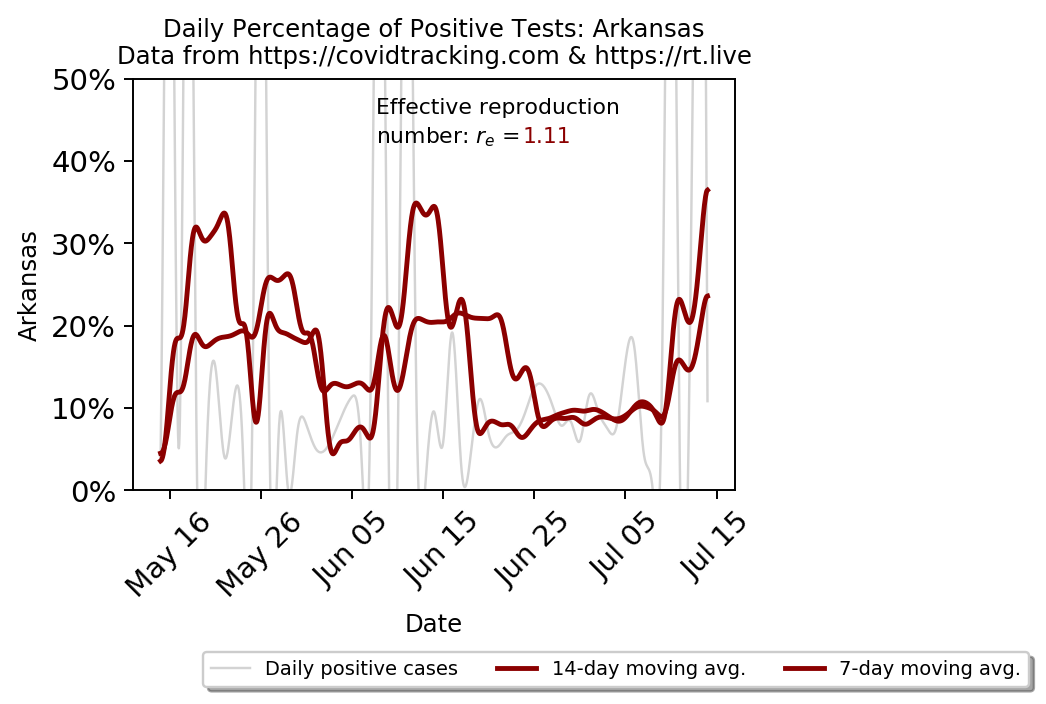 Daily Percentage of Positive Tests: Arkansas
Data from https://covidtracking.com & https://rt.live
50%
40%
30%
20%
10%
0%
Arkansas
Effective reproduction
number: re =1.11
May 16
May 26
Jun 05
Jun 15
Jun 25
Jul 05
Jul 15
Date
Daily positive cases
14-day moving avg.
7-day moving avg.